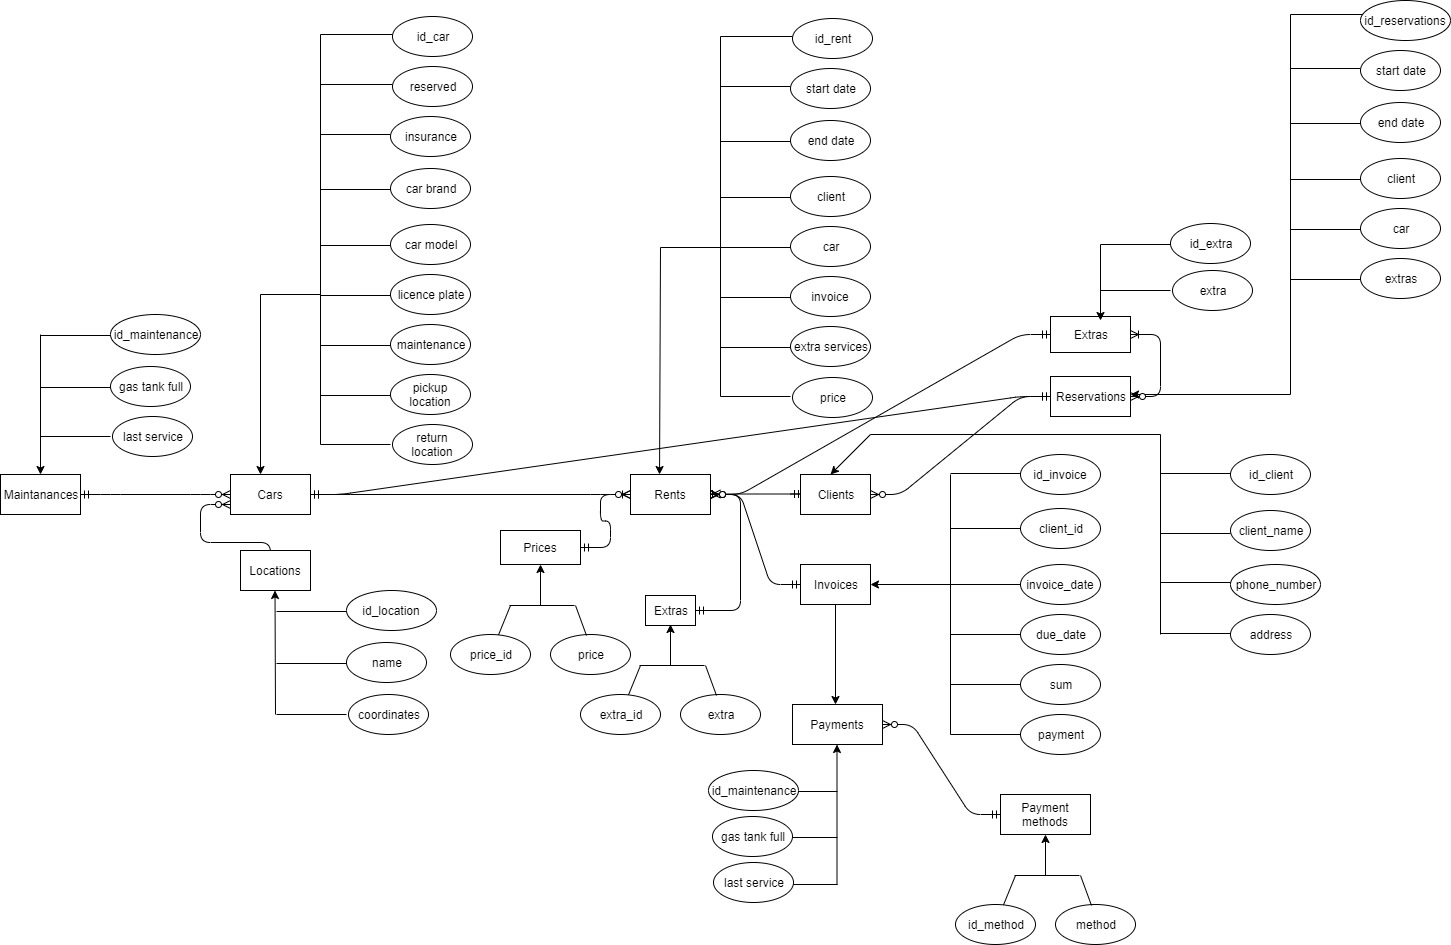 id_car
reserved
insurance
car brand
car model
licence plate
maintenance
pickup
location
return
location
id_rent
start date
end date
client
car
invoice
extra services
price
id_reservations
start date
end date
client
car
extras
id_extra
extra
id_maintenance
gas tank full
last service
Extras
Reservations
Maintanances
Cars
Rents
Clients
id_invoice
client_id
invoice_date
due_date
sum
payment
id_client
client_name
phone_number
address
Prices
Locations
Invoices
Extras
id_location
name
coordinates
price_id
price
extra_id
extra
Payments
id_maintenance
gas tank full
last service
Payment
methods
id_method
method